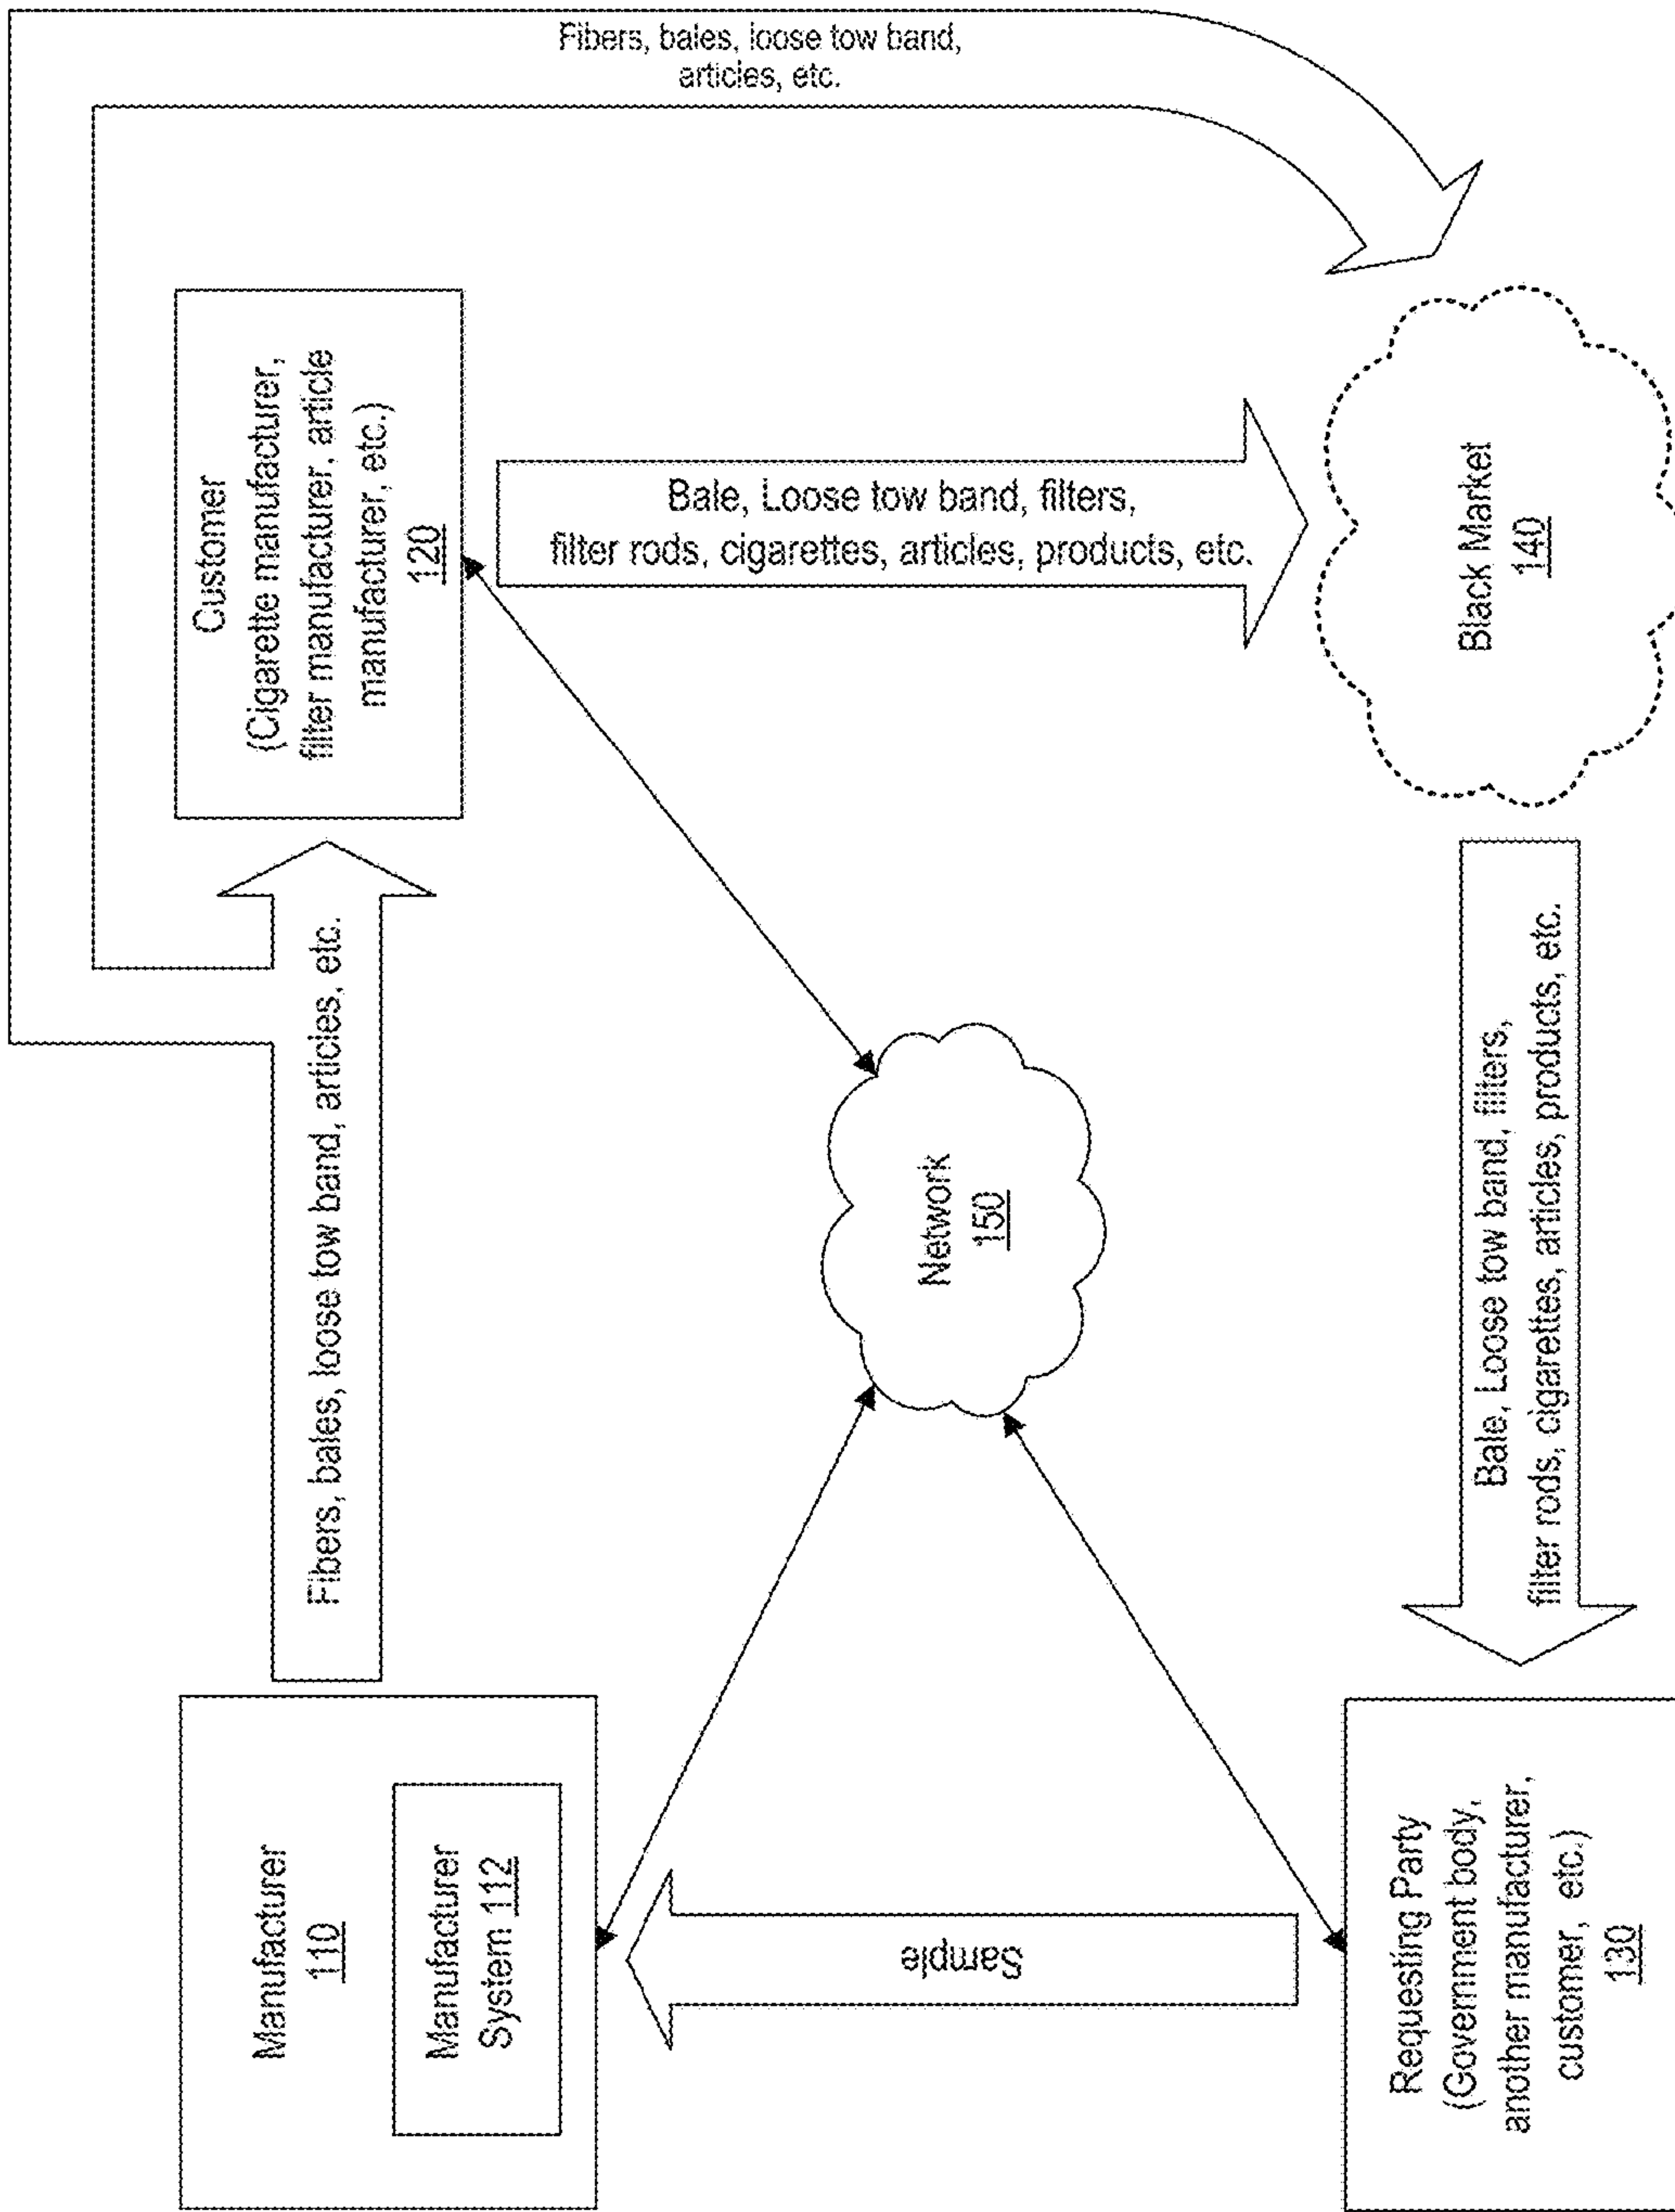 Manufacturer
110
Manufacturer
System 112
Fibers, bales, loose tow band, articles, etc.
Customer
(Cigarette manufacturer,
filter manufacturer, article
manufacturer, etc.)
120
Fibers, bales, loose tow band,
articles, etc.
Bale, Loose tow band, filters,
filter rods, cigarettes, articles, products, etc.
Network
150
Sample
Requesting Party
(Government body,
another manufacturer,
customer, etc.)
130
Bale, Loose tow band, filters,
filter rods, cigarettes, articles, products, etc.
Black Market
140